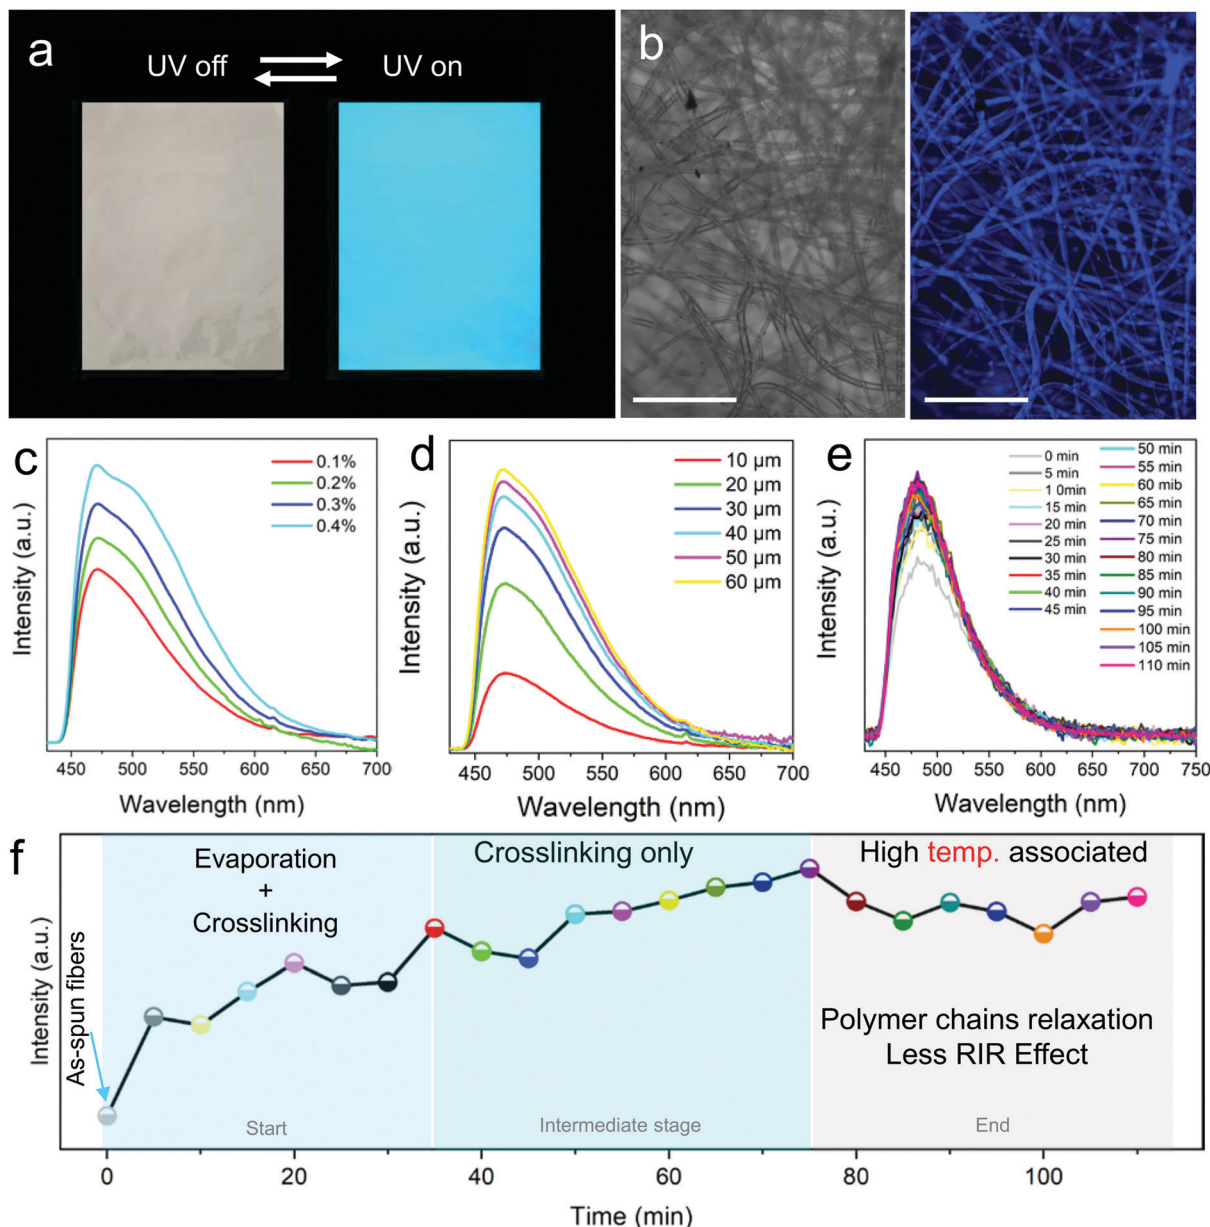 a
UV off
UV on
b
c
Intensity (a.u.)
0.1%
0.2%
0.3%
0.4%
450 500 550 600 650 700
Wavelength (nm)
d
Intensity (a.u.)
10 μm
20 μm
30 μm
40 μm
50 μm
60 μm
450 500 550 600 650 700
Wavelength (nm)
e
Intensity (a.u.)
0 min
5 min
1 0min
15 min
20 min
25 min
30 min
35 min
40 min
45 min
50 min
55 min
60 mib
65 min
70 min
75 min
80 min
85 min
90 min
95 min
100 min
105 min
110 min
450 500 550 600 650 700 750
Wavelength (nm)
f
Intensity (a.u.)
As-spun fibers
Evaporation
+
Crosslinking
Start
Crosslinking only
Intermediate stage
High temp. associated
Polymer chains relaxation
Less RIR Effect
End
0 20 40 60 80 100
Time (min)